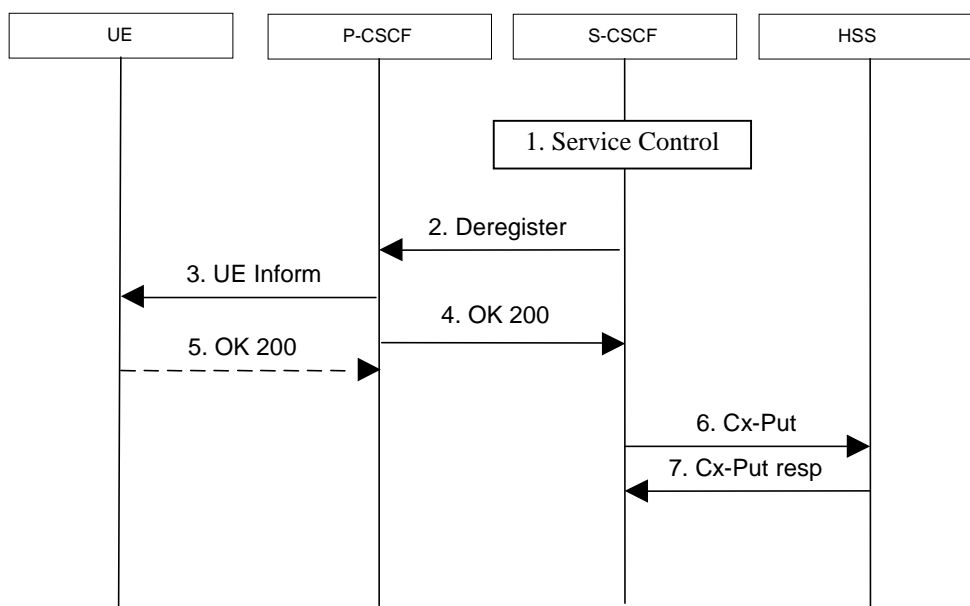 UE
P-CSCF
S-CSCF
HSS
1. Service Control
2. Deregister
3. UE Inform
4. OK 200
5. OK 200
6. Cx-Put
7. Cx-Put resp